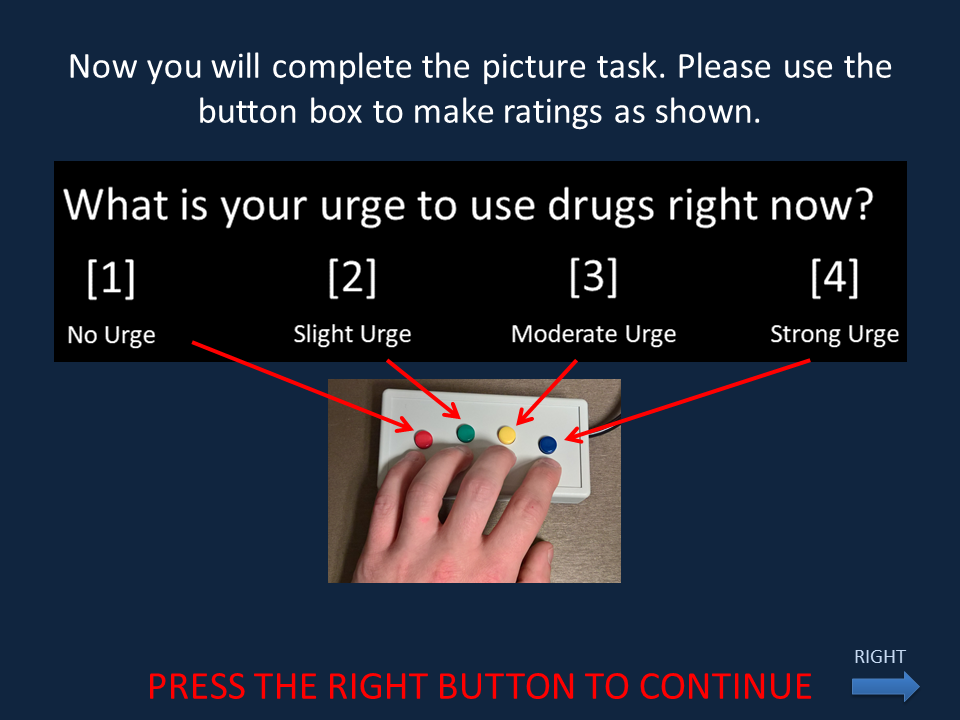 Now you will complete the picture task. Please use the
button box to make ratings as shown.
What is your urge to use drugs right now?
[1] [2] [3] [4]
No Urge Slight Urge Moderate Urge Strong Urge
RIGHT
PRESS THE RIGHT BUTTON TO CONTINUE